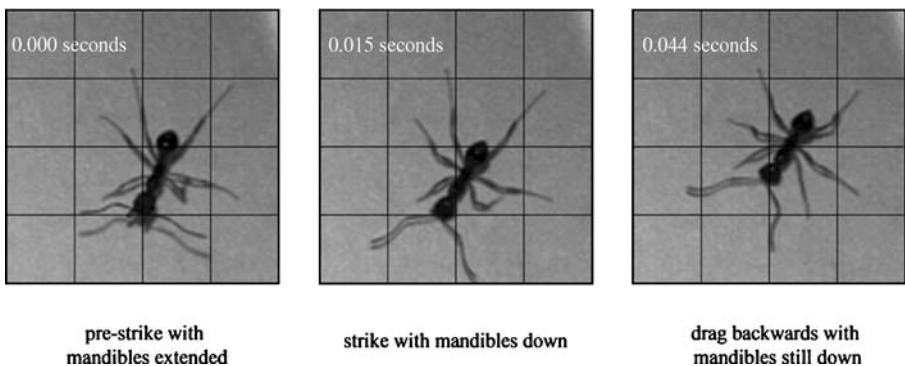 0.000 seconds
0.015 seconds
0.044 seconds
pre-strike with
mandibles extended
strike with mandibles down
drag backwards with
mandibles still down